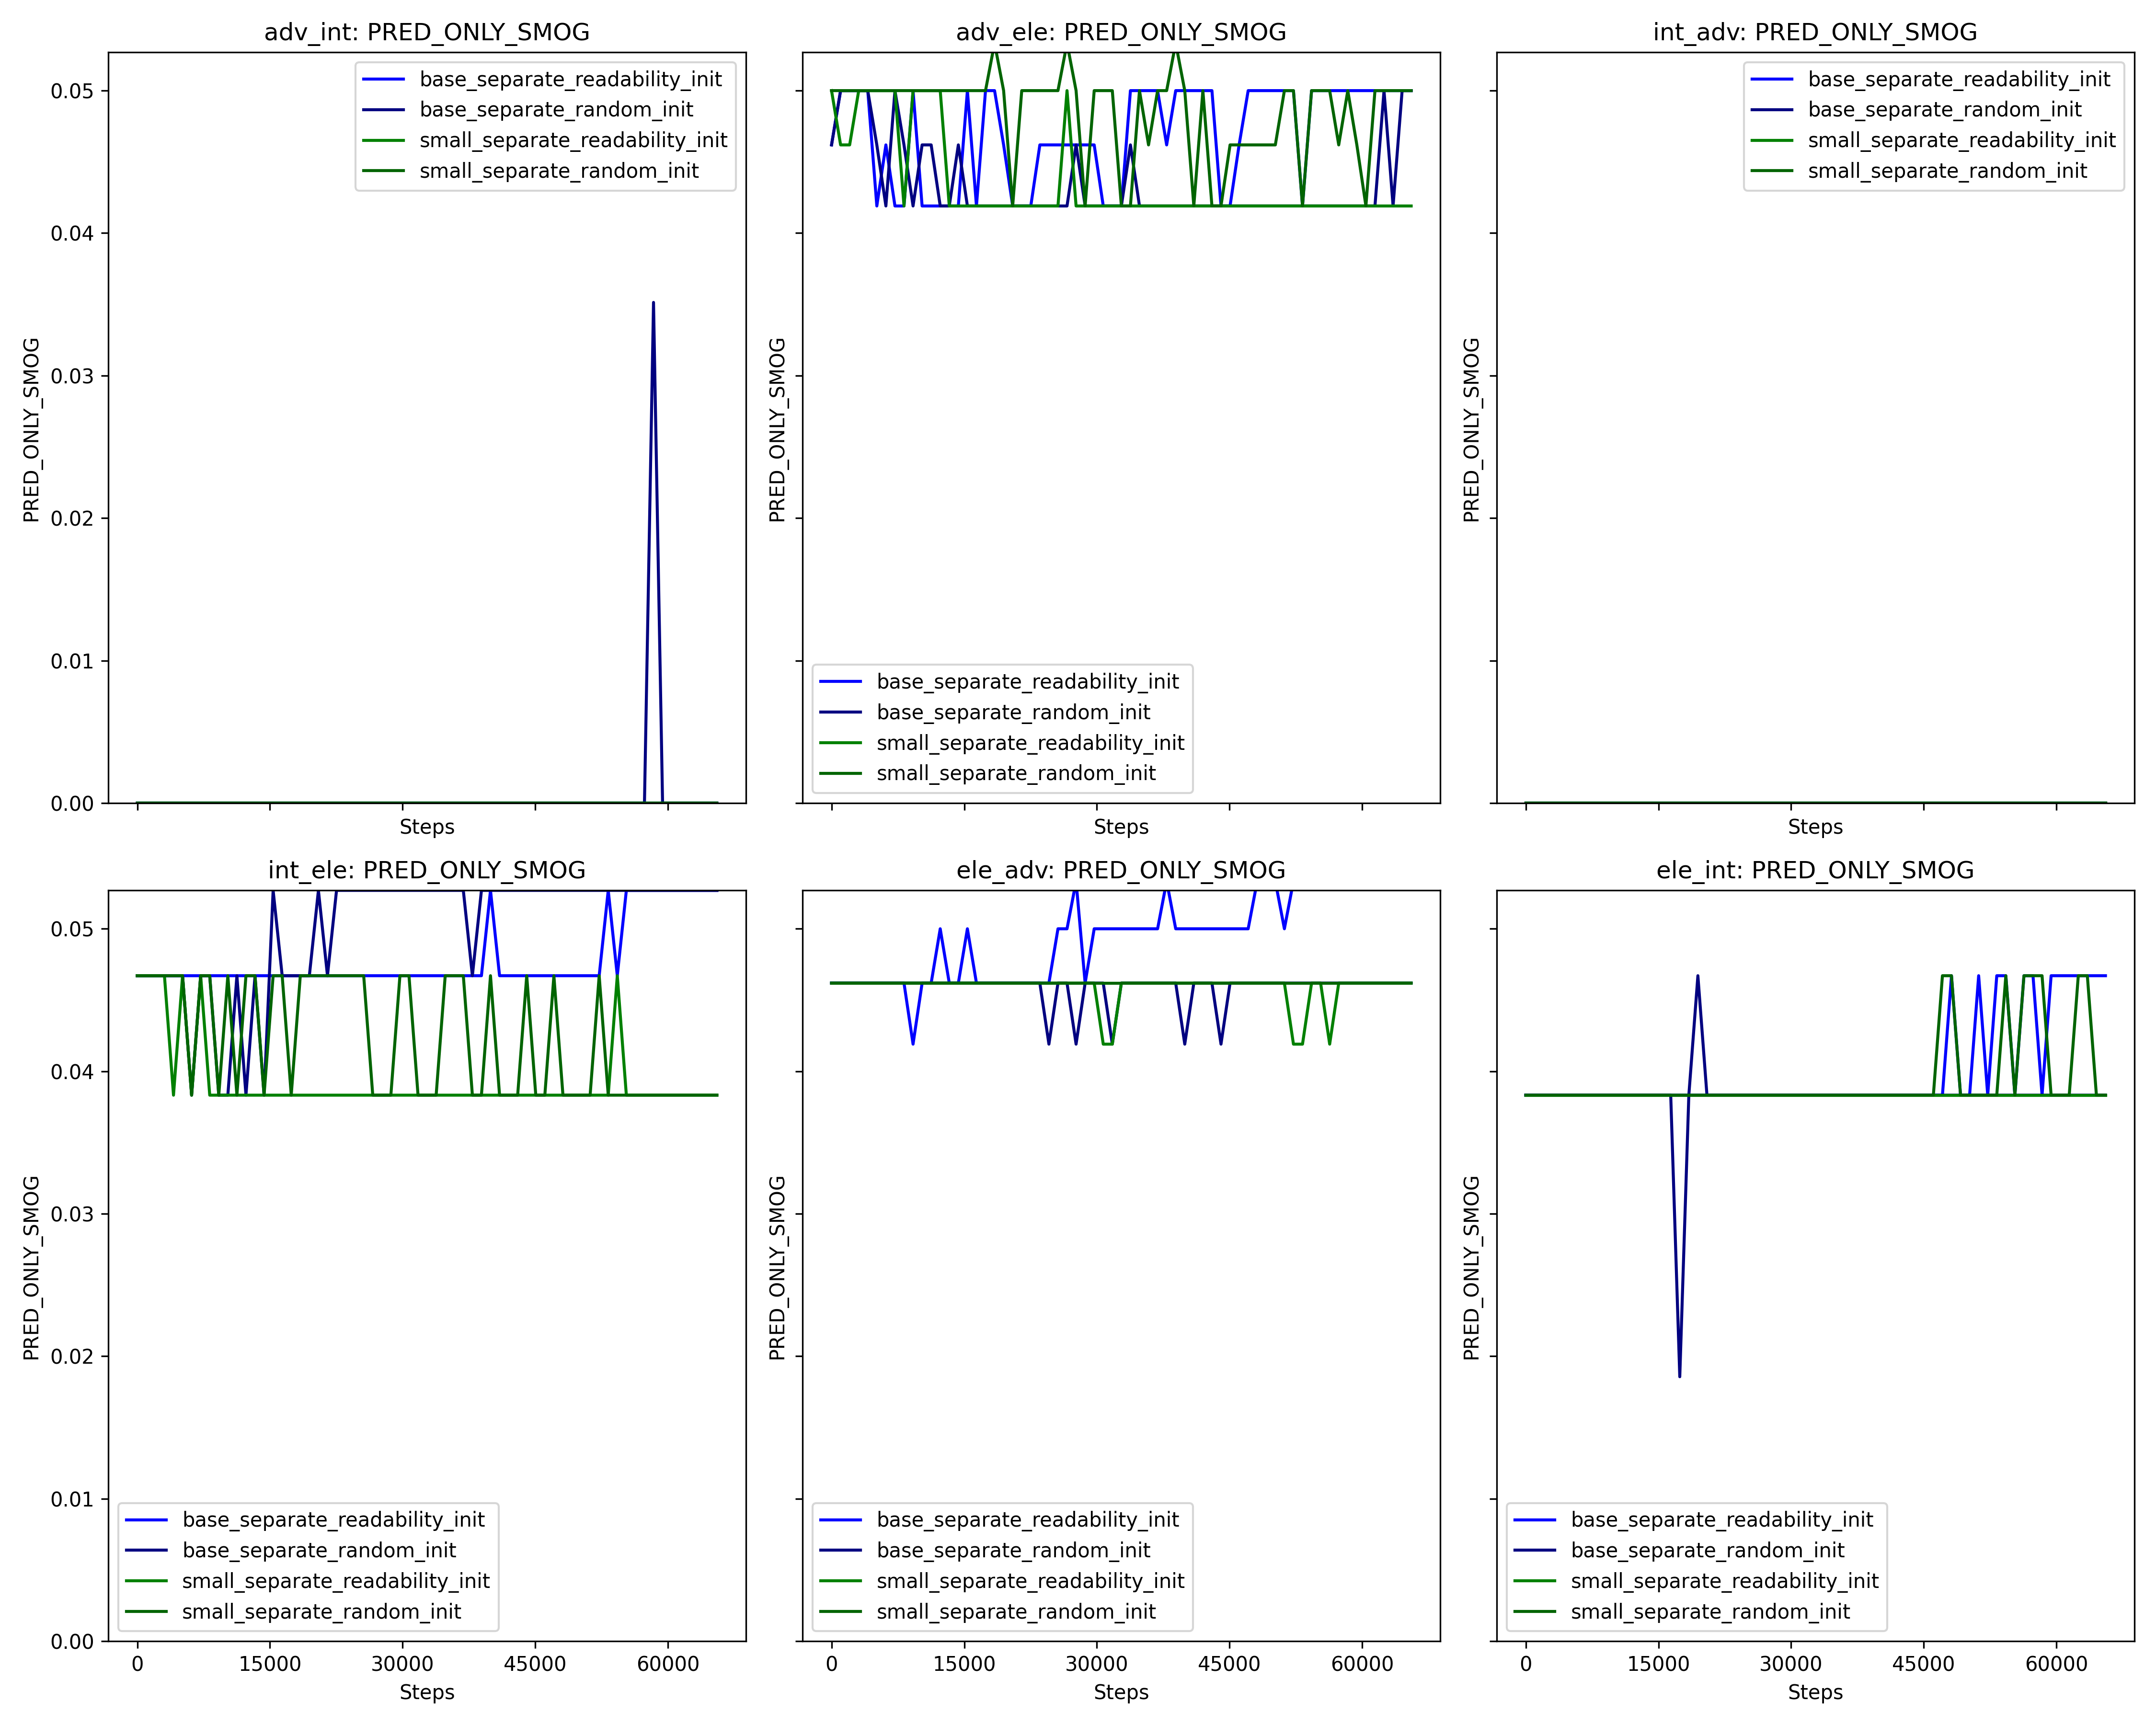 adv_int: PRED_ONLY_SMOG
adv_ele: PRED_ONLY_SMOG
int_adv: PRED_ONLY_SMOG
PRED_ONLY_SMOG
0.05
0.04
0.03
0.02
0.01
0.00
base_separate_readability_init
base_separate_random_init
small_separate_readability_init
small_separate_random_init
Steps
PRED_ONLY_SMOG
base_separate_readability_init
base_separate_random_init
small_separate_readability_init
small_separate_random_init
Steps
PRED_ONLY_SMOG
base_separate_readability_init
base_separate_random_init
small_separate_readability_init
small_separate_random_init
Steps
int_ele: PRED_ONLY_SMOG
ele_adv: PRED_ONLY_SMOG
ele_int: PRED_ONLY_SMOG
PRED_ONLY_SMOG
0.05
0.04
0.03
0.02
0.01
0.00
base_separate_readability_init
base_separate_random_init
small_separate_readability_init
small_separate_random_init
0 15000 30000 45000 60000
Steps
PRED_ONLY_SMOG
base_separate_readability_init
base_separate_random_init
small_separate_readability_init
small_separate_random_init
0 15000 30000 45000 60000
Steps
PRED_ONLY_SMOG
base_separate_readability_init
base_separate_random_init
small_separate_readability_init
small_separate_random_init
0 15000 30000 45000 60000
Steps